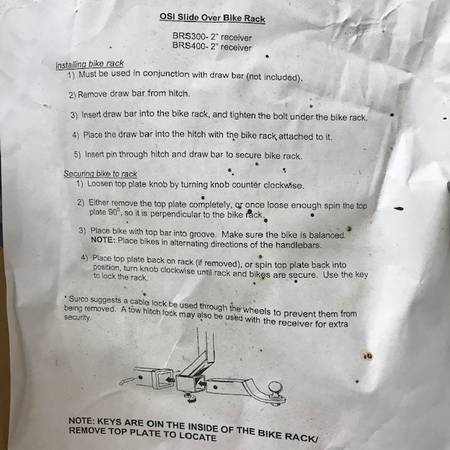 OSI Slide Over Bike Rack
BRS300- 2" receiver
BRS400- 2" receiver
Installing bike rack
1) Must be used in conjunction with draw bar (not included).
2) Remove draw bar from hitch.
3) Insert draw bar into the bike rack, and tighten the bolt under the bike rack.
4) Place the draw bar into the hitch with the bike rack attached to it.
5) Insert pin through hitch and draw bar to secure bike rack.
Securing bike to rack
1) Loosen top plate knob by turning knob counter clockwise.
2) Either remove the top plate completely, or once loose enough spin the top
plate 90⁰, so it is perpendicular to the bike rack.
3) Place bike with top bar into groove. Make sure the bike is balanced.
NOTE: Place bikes in alternating directions of the handlebars.
4) Place top plate back on rack (if removed), or spin top plate back into
position, turn knob clockwise until rack and bikes are secure. Use the key
to lock the rack.
* Surco suggests a cable lock be used through the wheels to prevent them from
being removed. A tow hitch lock may also be used with the receiver for extra
security.
NOTE: KEYS ARE OIN THE INSIDE OF THE BIKE RACK/
REMOVE TOP PLATE TO LOCATE